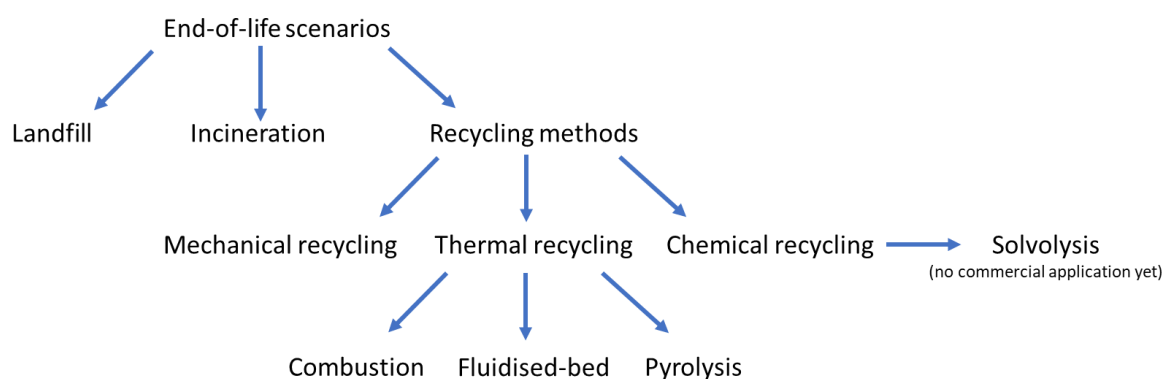 End-of-life scenarios
Landfill
Incineration
Recycling methods
Mechanical recycling
Thermal recycling
Chemical recycling
Solvolysis
(no commercial application yet)
Combustion
Fluidised-bed
Pyrolysis